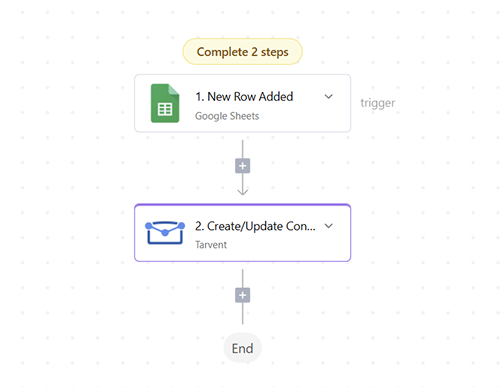 Complete 2 steps
1. New Row Added
Google Sheets
trigger
2. Create/Update Con...
Tarvent
End